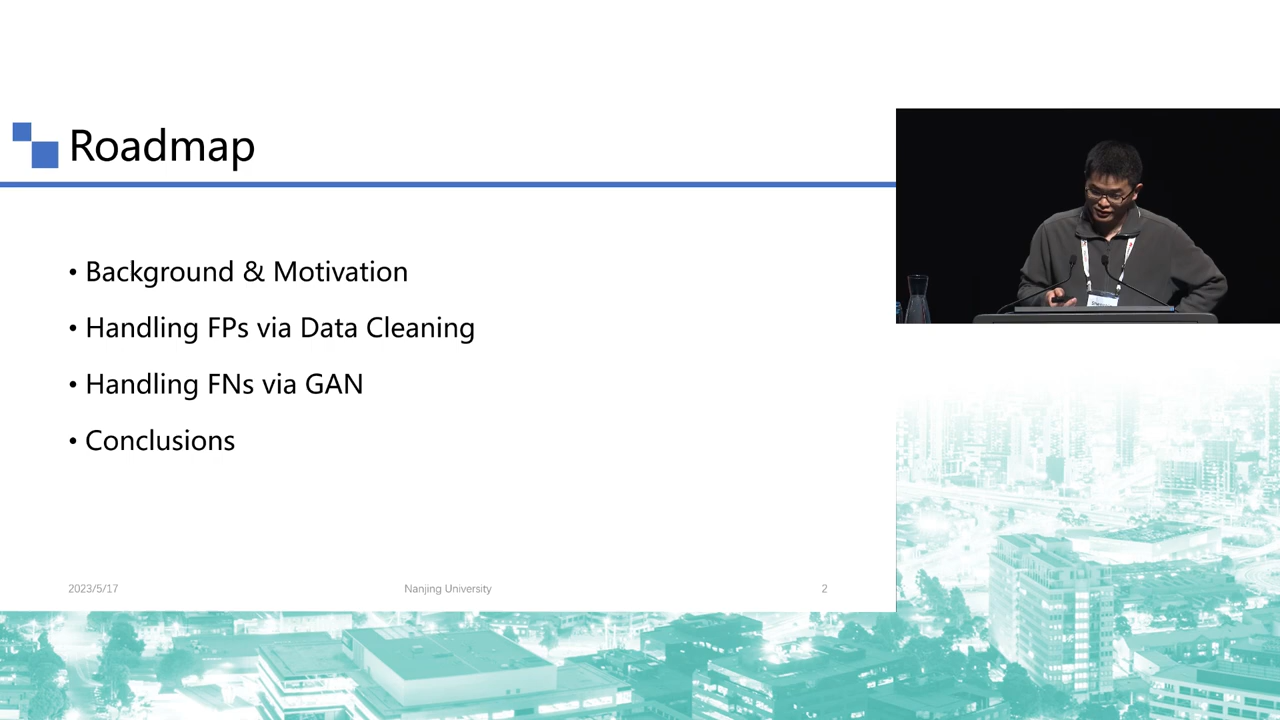 Roadmap
• Background & Motivation
• Handling FPs via Data Cleaning
• Handling FNs via GAN
• Conclusions
2023/5/17 Nanjing University 2